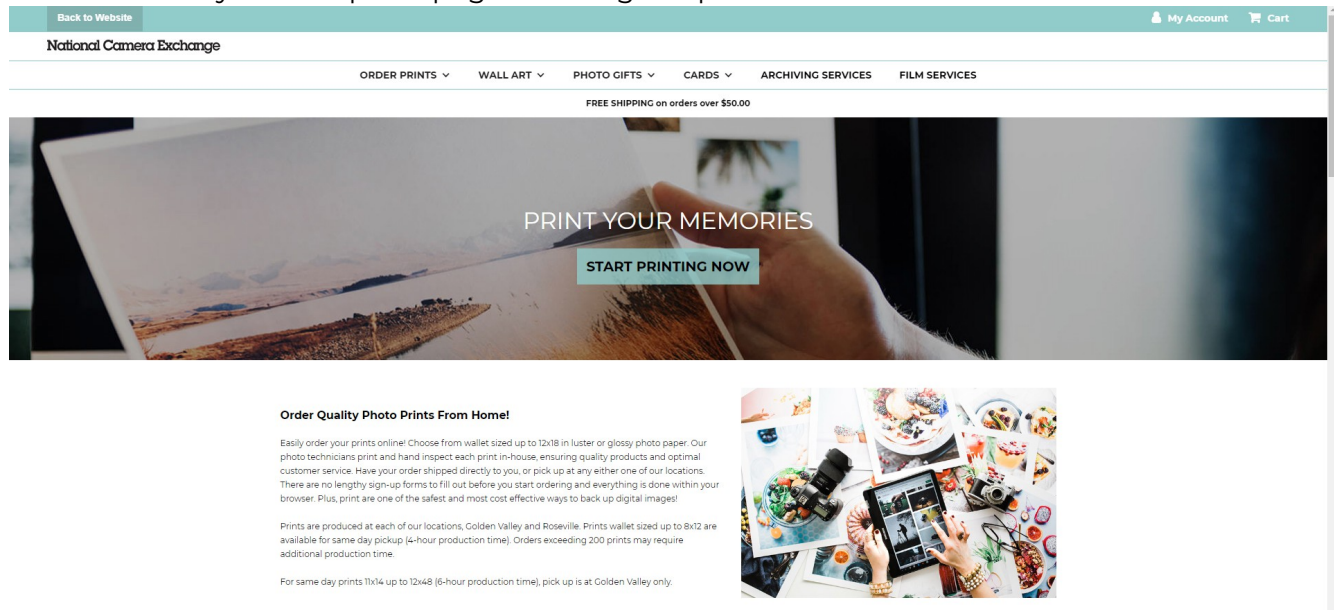 Back to Website
My Account Cart
National Camera Exchange
ORDER PRINTS WALL ART PHOTO GIFTS CARDS ARCHIVING SERVICES FILM SERVICES
FREE SHIPPING on orders over $50.00
PRINT YOUR MEMORIES
START PRINTING NOW
Order Quality Photo Prints From Home!
Easily order your prints online! Choose from wallet sized up to 12x18 in luster or glossy photo paper. Our
photo technicians print and hand inspect each print in-house, ensuring quality products and optimal
customer service. Have your order shipped directly to you, or pick up at any either one of our locations.
There are no lengthy sign-up forms to fill out before you start ordering and everything is done within your
browser. Plus, print are one of the safest and most cost effective ways to back up digital images!
Prints are produced at each of our locations, Golden Valley and Roseville. Prints wallet sized up to 8x12 are
available for same day pickup (4-hour production time). Orders exceeding 200 prints may require
additional production time.
For same day prints 11x14 up to 12x48 (6-hour production time), pick up is at Golden Valley only.